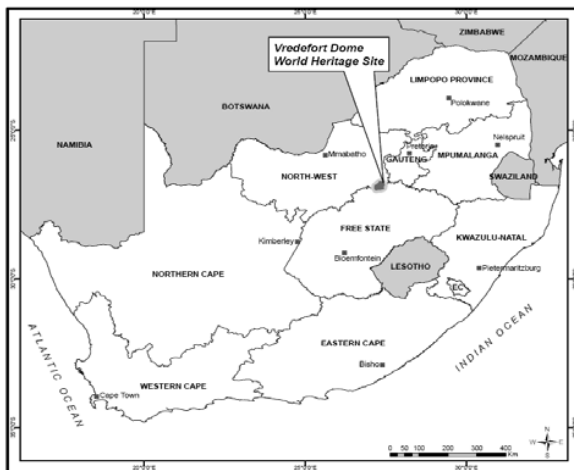 Vredefort Dome
World Heritage Site
ZIMBABWE
MOZAMBIQUE
LIMPOPO PROVINCE
Polokwane
BOTSWANA
NAMIBIA
Mmabatho
Pretoria
Nelspruit
GAUTENG
MPUMALANGA
NORTH-WEST
SWAZILAND
FREE STATE
KWAZULU-NATAL
Kimberley
Bloemfontein
LESOTHO
Pietermaritzburg
NORTHERN CAPE
EC
ATLANTIC OCEAN
INDIAN OCEAN
EASTERN CAPE
Bisho
WESTERN CAPE
Cape Town
N
W E
S
0 50 100 200 300 400
Km